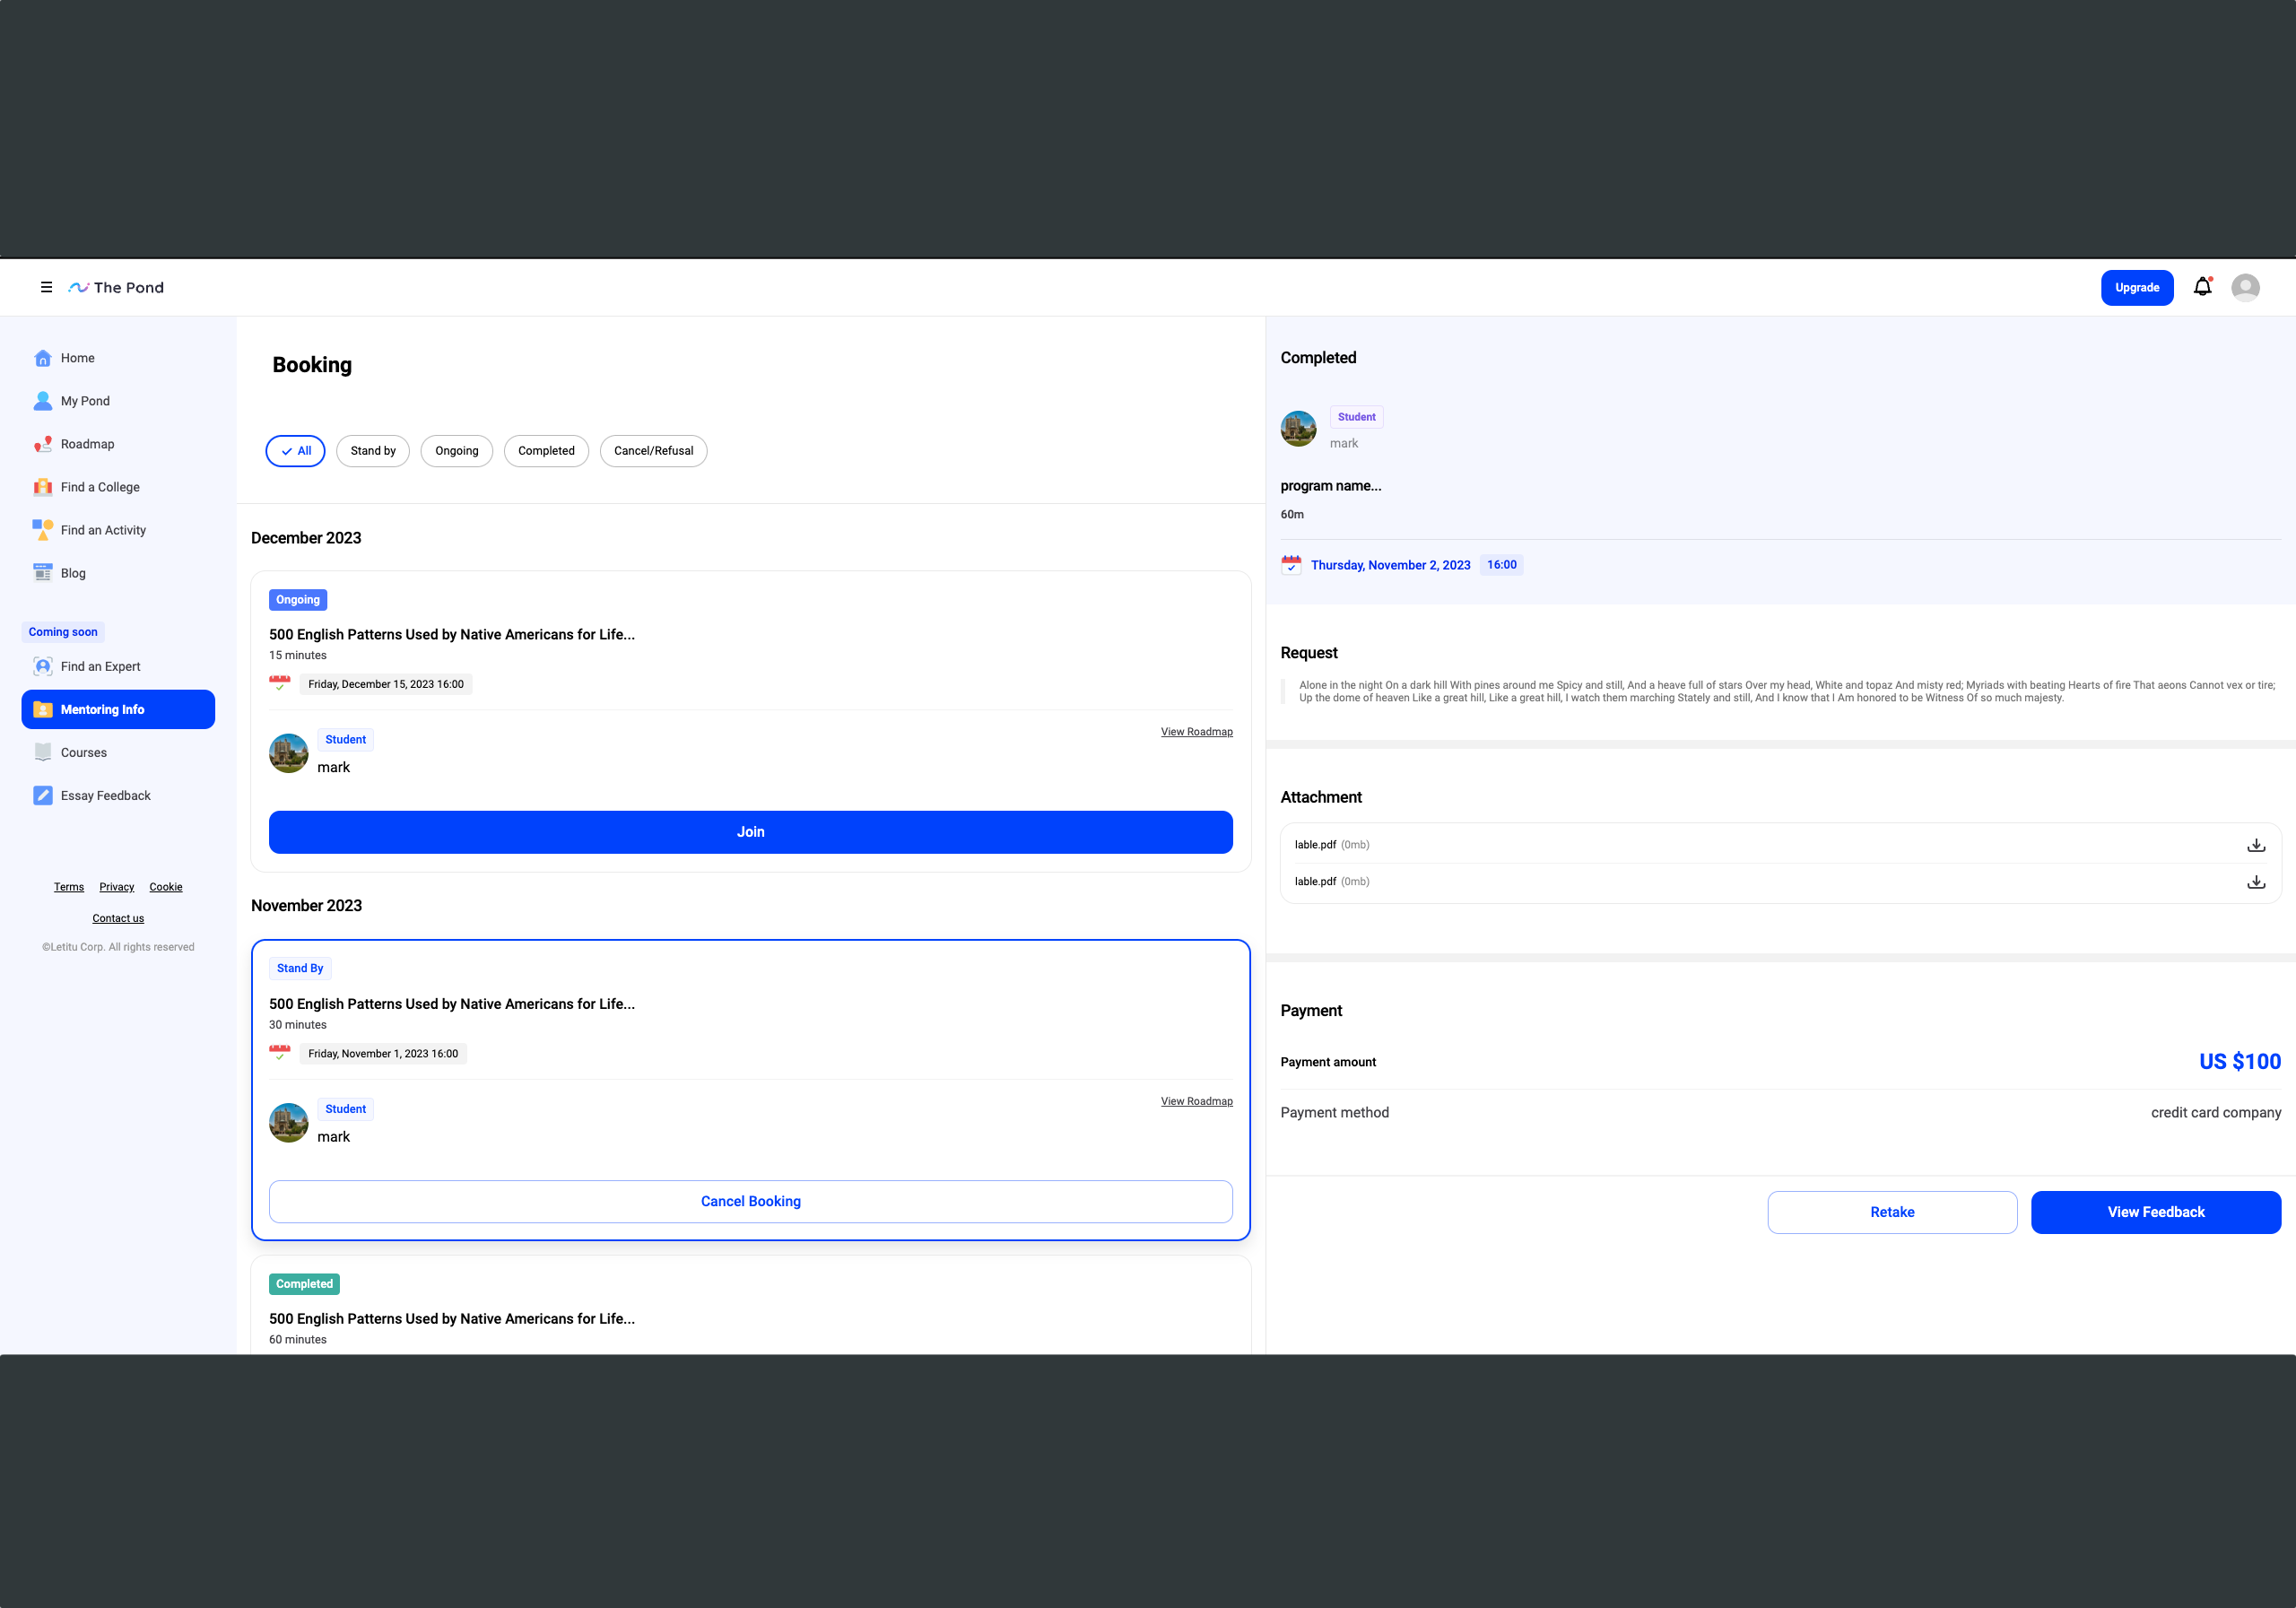 The Pond
Upgrade
Home
My Pond
Roadmap
Find a College
Find an Activity
Blog
Coming soon
Find an Expert
Mentoring Info
Courses
Essay Feedback
Terms Privacy Cookie
Contact us
©Letitu Corp. All rights reserved
Booking
All Stand by Ongoing Completed Cancel/Refusal
December 2023
Ongoing
500 English Patterns Used by Native Americans for Life...
15 minutes
Friday, December 15, 2023 16:00
Student
View Roadmap
mark
Join
November 2023
Stand By
500 English Patterns Used by Native Americans for Life...
30 minutes
Friday, November 1, 2023 16:00
Student
View Roadmap
mark
Cancel Booking
Completed
500 English Patterns Used by Native Americans for Life...
60 minutes
Completed
Student
mark
program name...
60m
Thursday, November 2, 2023 16:00
Request
Alone in the night On a dark hill With pines around me Spicy and still, And a heave full of stars Over my head, White and topaz And misty red; Myriads with beating Hearts of fire That aeons Cannot vex or tire;
Up the dome of heaven Like a great hill, Like a great hill, I watch them marching Stately and still, And I know that I Am honored to be Witness Of so much majesty.
Attachment
lable.pdf (0mb)
lable.pdf (0mb)
Payment
Payment amount US $100
Payment method credit card company
Retake View Feedback